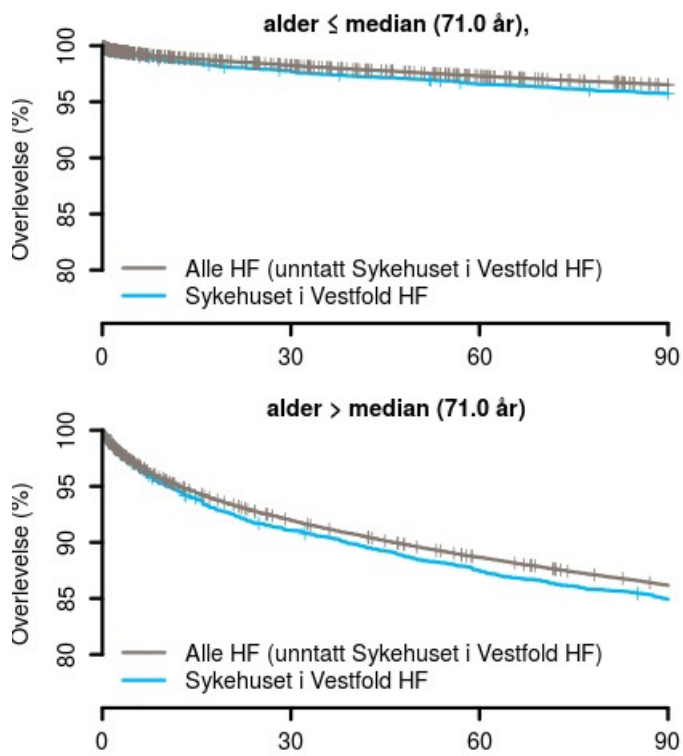 alder ≤ median (71.0 år),
Overlevelse (%)
100
95
90
85
80
Alle HF (unntatt Sykehuset i Vestfold HF)
Sykehuset i Vestfold HF
0 30 60 90
alder > median (71.0 år)
Overlevelse (%)
100
95
90
85
80
Alle HF (unntatt Sykehuset i Vestfold HF)
Sykehuset i Vestfold HF
0 30 60 90